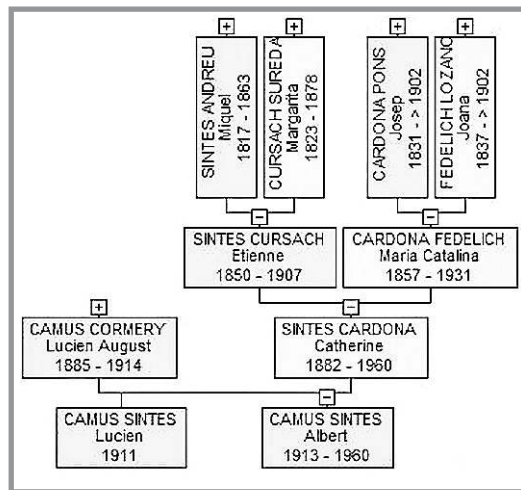 SINTES ANDREU
Miquel
1817 - 1863
CURSACH SUREDA
Margarita
1823 - 1878
CARDONA PONS
Josep
1831 - > 1902
FEDELICH LOZANO
Joana
1837 - > 1902
SINTES CURSACH
Etienne
1850 - 1907
CARDONA FEDELICH
Maria Catalina
1857 - 1931
CAMUS CORMERY
Lucien August
1885 - 1914
SINTES CARDONA
Catherine
1882 - 1960
CAMUS SINTES
Lucien
1911
CAMUS SINTES
Albert
1913 - 1960